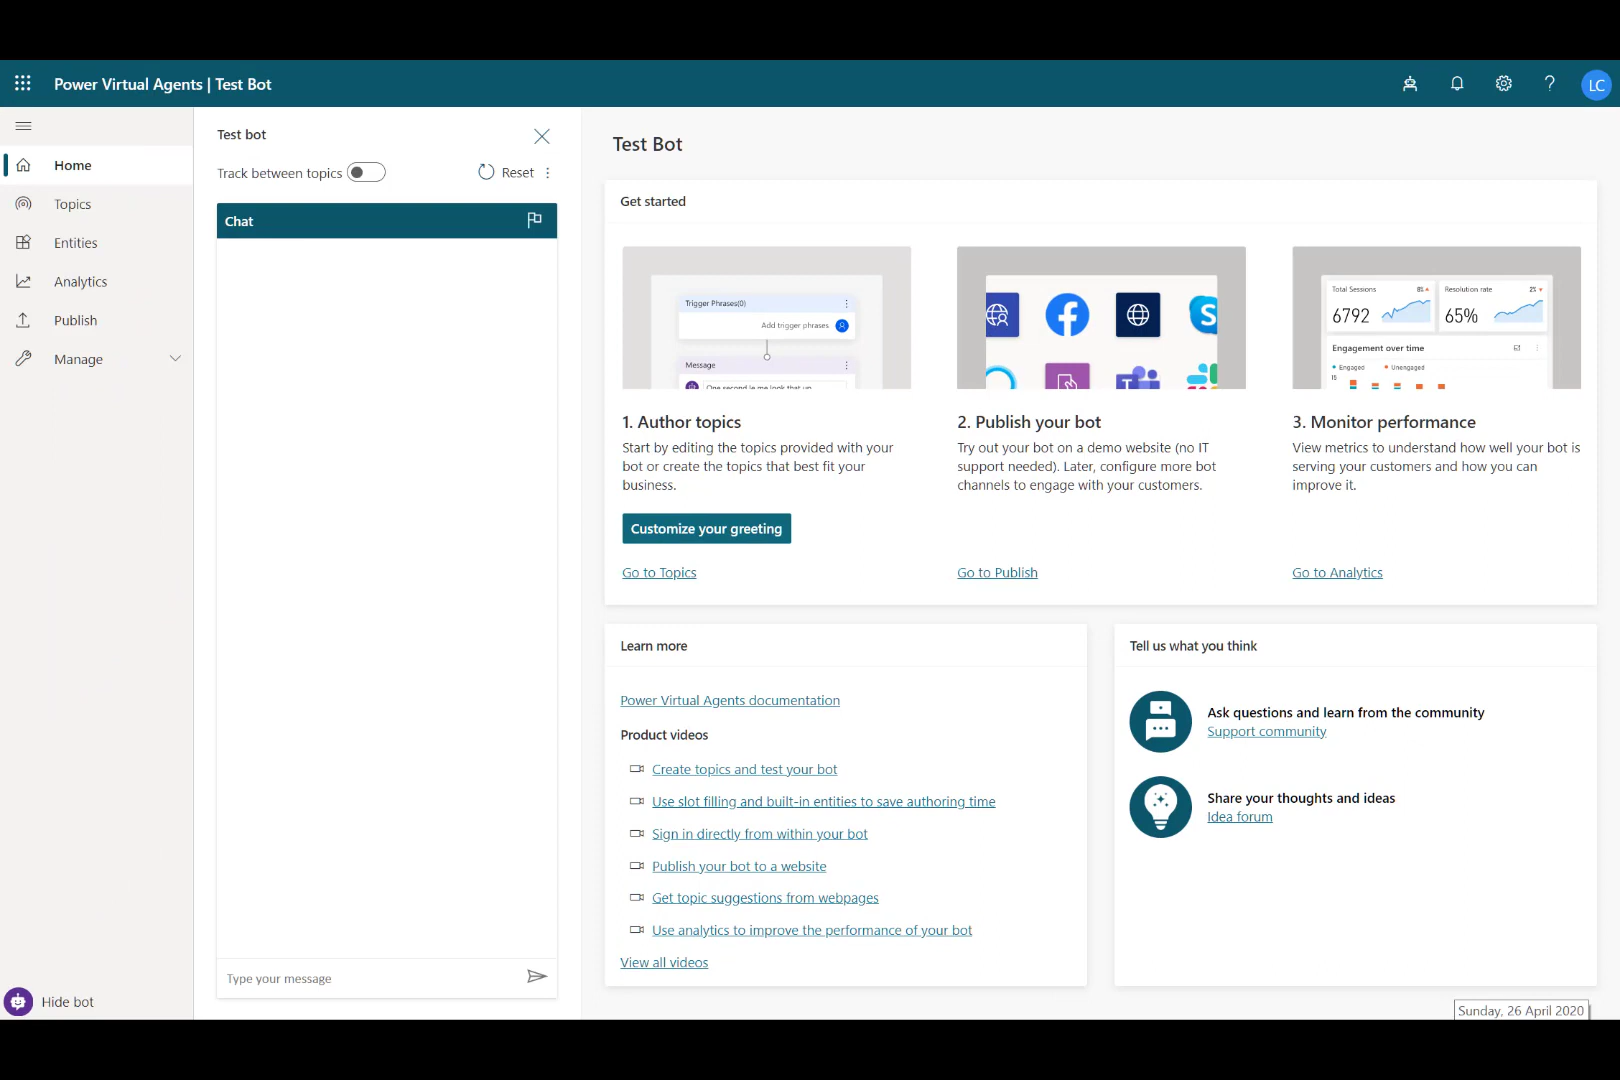 Power Virtual Agents | Test Bot
LC
Home
Topics
Entities
Analytics
Publish
Manage
Hide bot
Test bot
Track between topics
Reset
Chat
Type your message
Test Bot
Get started
Trigger Phrases(0)
Add trigger phrases
Message
One second le me look that up
1. Author topics
Start by editing the topics provided with your
bot or create the topics that best fit your
business.
Customize your greeting
Go to Topics
2. Publish your bot
Try out your bot on a demo website (no IT
support needed). Later, configure more bot
channels to engage with your customers.
Go to Publish
Total Sessions 8%
6792
Resolution rate 2%
65%
Engagement over time
Engaged Unengaged
3. Monitor performance
View metrics to understand how well your bot is
serving your customers and how you can
improve it.
Go to Analytics
Learn more
Power Virtual Agents documentation
Product videos
Create topics and test your bot
Use slot filling and built-in entities to save authoring time
Sign in directly from within your bot
Publish your bot to a website
Get topic suggestions from webpages
Use analytics to improve the performance of your bot
View all videos
Tell us what you think
Ask questions and learn from the community
Support community
Share your thoughts and ideas
Idea forum
Sunday, 26 April 2020